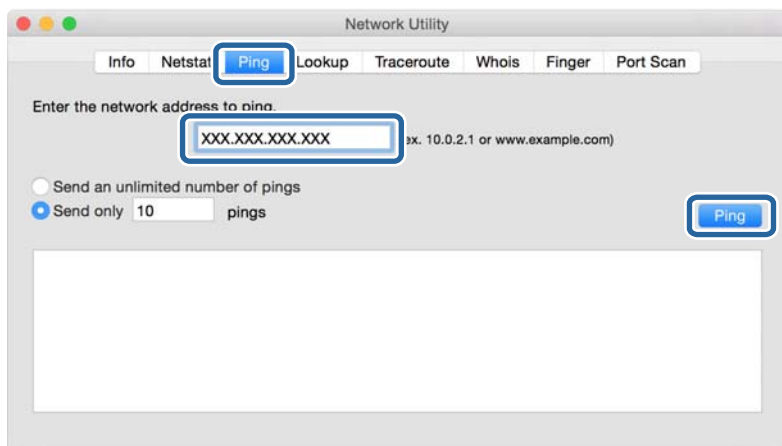 Network Utility
Info Netstat Ping Lookup Traceroute Whois Finger Port Scan
Enter the network address to ping.
XXX.XXX.XXX.XXX ex. 10.0.2.1 or www.example.com)
Send an unlimited number of pings
Send only 10 pings
Ping